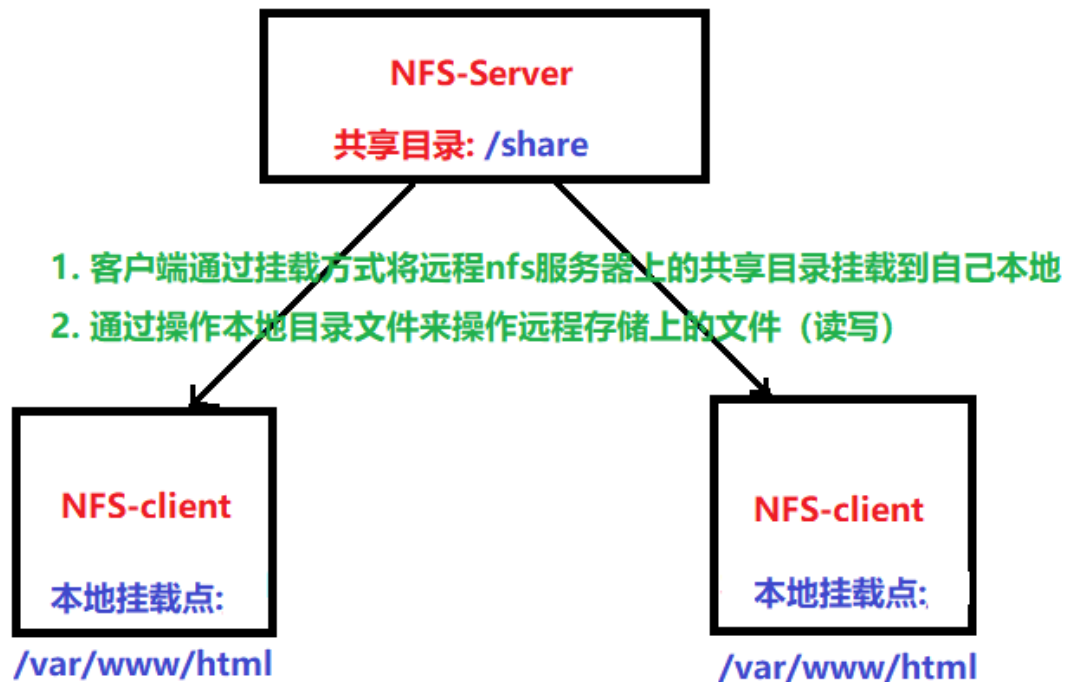 NFS-Server
共享目录: /share
1. 客户端通过挂载方式将远程nfs服务器上的共享目录挂载到自己本地
2. 通过操作本地目录文件来操作远程存储上的文件（读写）
NFS-client
本地挂载点:
/var/www/html
NFS-client
本地挂载点:
/var/www/html